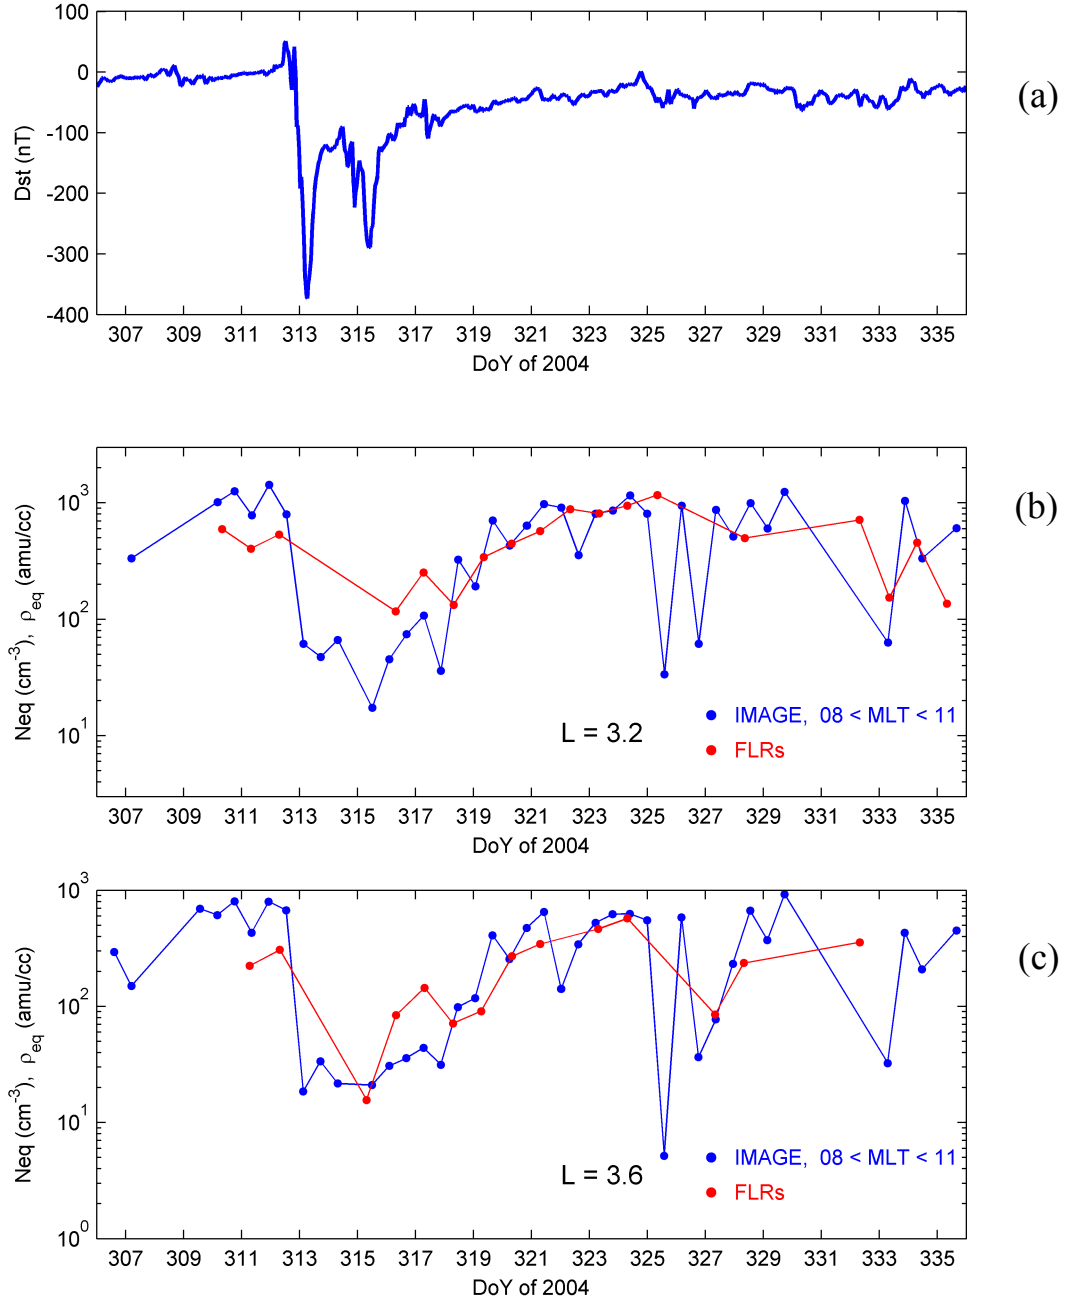 100
0
-100
-200
-300
-400
Dst (nT)
307 309 311 313 315 317 319 321 323 325 327 329 331 333 335
DoY of 2004
(a)
10³
10²
10¹
Neq (cm⁻³), ρeq (amu/cc)
L = 3.2
IMAGE, 08 < MLT < 11
FLRs
307 309 311 313 315 317 319 321 323 325 327 329 331 333 335
DoY of 2004
(b)
10³
10²
10¹
10⁰
Neq (cm⁻³), ρeq (amu/cc)
L = 3.6
IMAGE, 08 < MLT < 11
FLRs
307 309 311 313 315 317 319 321 323 325 327 329 331 333 335
DoY of 2004
(c)